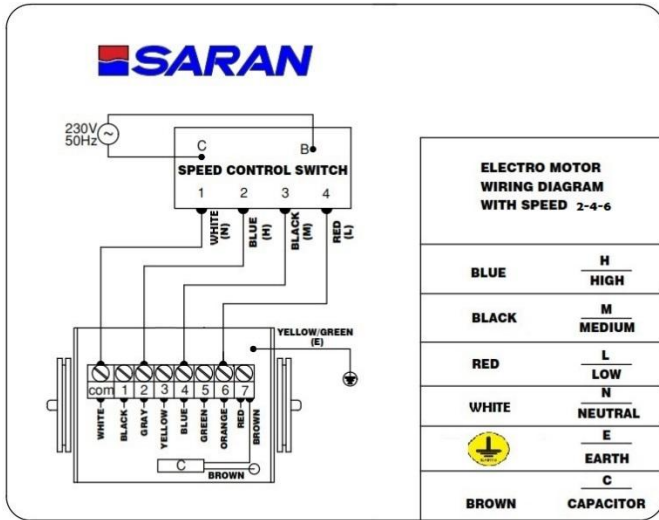 SARAN
230V
50Hz
~
C
B
SPEED CONTROL SWITCH
1 2 3 4
WHITE
(N)
BLUE
(H)
BLACK
(M)
RED
(L)
YELLOW/GREEN
(E)
com 1 2 3 4 5 6 7
WHITE
BLACK
GRAY
YELLOW
BLUE
GREEN
ORANGE
RED
BROWN
C
BROWN
ELECTRO MOTOR
WIRING DIAGRAM
WITH SPEED 2-4-6
BLUE
H
HIGH
BLACK
M
MEDIUM
RED
L
LOW
WHITE
N
NEUTRAL
E
EARTH
BROWN
C
CAPACITOR